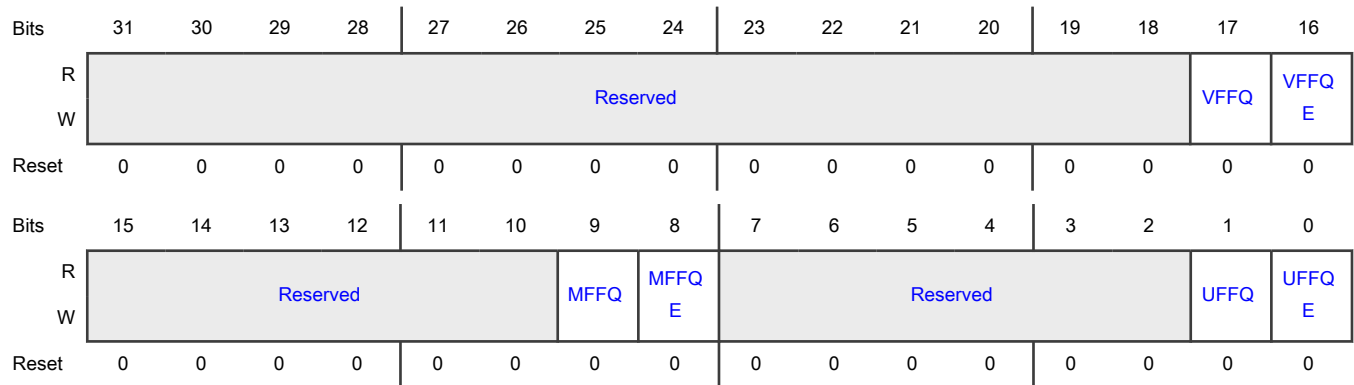 Bits 31 30 29 28 27 26 25 24 23 22 21 20 19 18 17 16
R
W
Reserved VFFQ VFFQ
E
Reset 0 0 0 0 0 0 0 0 0 0 0 0 0 0 0 0
Bits 15 14 13 12 11 10 9 8 7 6 5 4 3 2 1 0
R
W
Reserved MFFQ MFFQ
E
Reserved UFFQ UFFQ
E
Reset 0 0 0 0 0 0 0 0 0 0 0 0 0 0 0 0